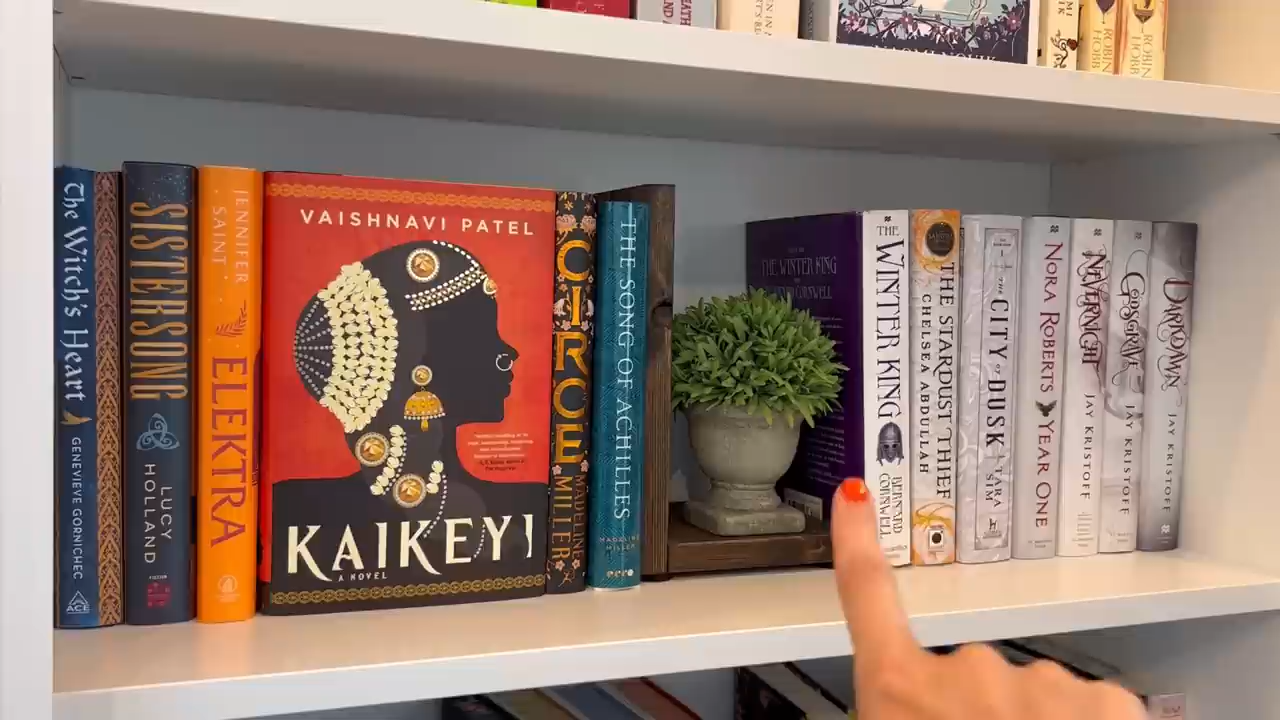 ROBIN
HOBB
ROBIN
HOBB
The Witch's Heart
GENEVIEVE GORNICHEC
ACE
SISTERSONG
LUCY
HOLLAND
JENNIFER
SAINT
ELEKTRA
VAISHNAVI PATEL
KAIKEYI
A NOVEL
CIRCE
MADELINE
MILLER
THE SONG OF ACHILLES
MADELINE
MILLER
THE WINTER KING
THE
WINTER KING
BERNARD
CORNWELL
THE STARDUST THIEF
CHELSEA ABDULLAH
THE
CITY OF DUSK
TARA
SIM
NORA ROBERTS
YEAR ONE
NEVERNIGHT
JAY KRISTOFF
GODSGRAVE
JAY KRISTOFF
DARKDAWN
JAY KRISTOFF